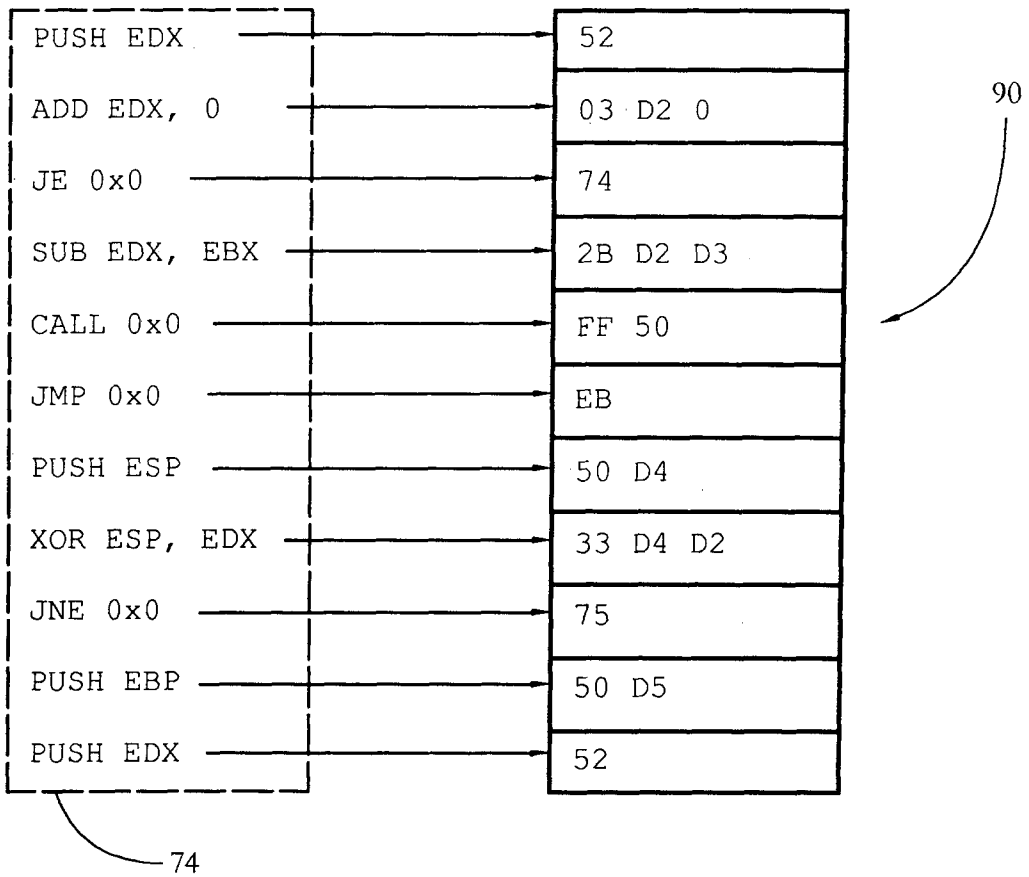 PUSH EDX 52
ADD EDX, 0 03 D2 0
90
JE 0x0 74
SUB EDX, EBX 2B D2 D3
CALL 0x0 FF 50
JMP 0x0 EB
PUSH ESP 50 D4
XOR ESP, EDX 33 D4 D2
JNE 0x0 75
PUSH EBP 50 D5
PUSH EDX 52
74